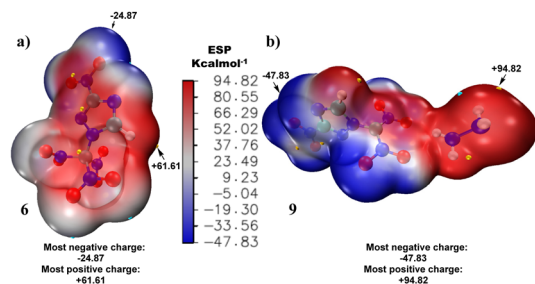 a)
-24.87
+61.61
6
Most negative charge:
-24.87
Most positive charge:
+61.61
ESP
Kcalmol-1
94.82
80.55
66.29
52.02
37.76
23.49
9.23
-5.04
-19.30
-33.56
-47.83
b)
-47.83
+94.82
9
Most negative charge:
-47.83
Most positive charge:
+94.82